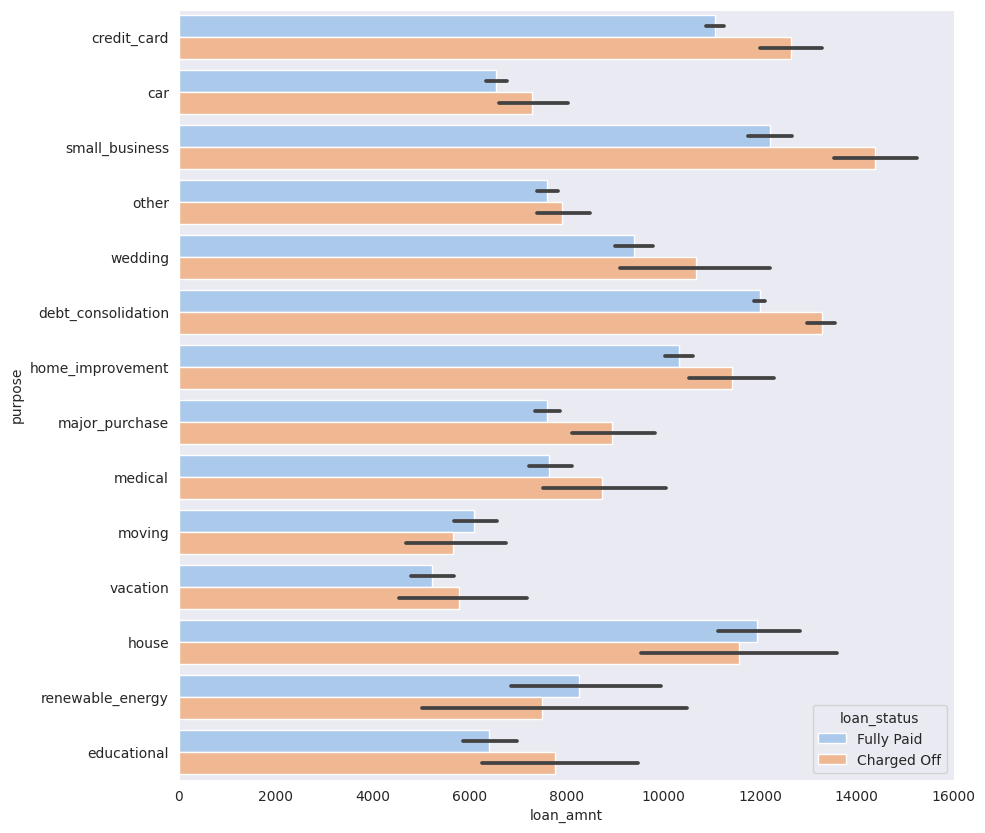 credit_card
car
small_business
other
wedding
debt_consolidation
home_improvement
major_purchase
medical
moving
vacation
house
renewable_energy
educational
purpose
0 2000 4000 6000 8000 10000 12000 14000 16000
loan_amnt
loan_status
Fully Paid
Charged Off